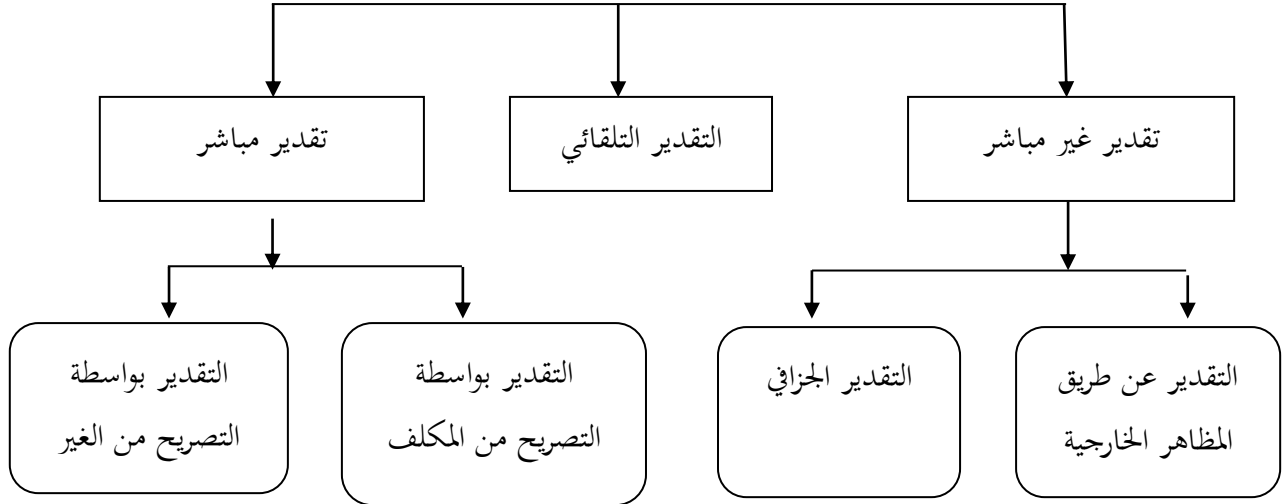 تقدير غير مباشر
التقدير التلقائي
تقدير مباشر
التقدير عن طريق
المظاهر الخارجية
التقدير الجزافي
التقدير بواسطة
التصريح من المكلف
التقدير بواسطة
التصريح من الغير